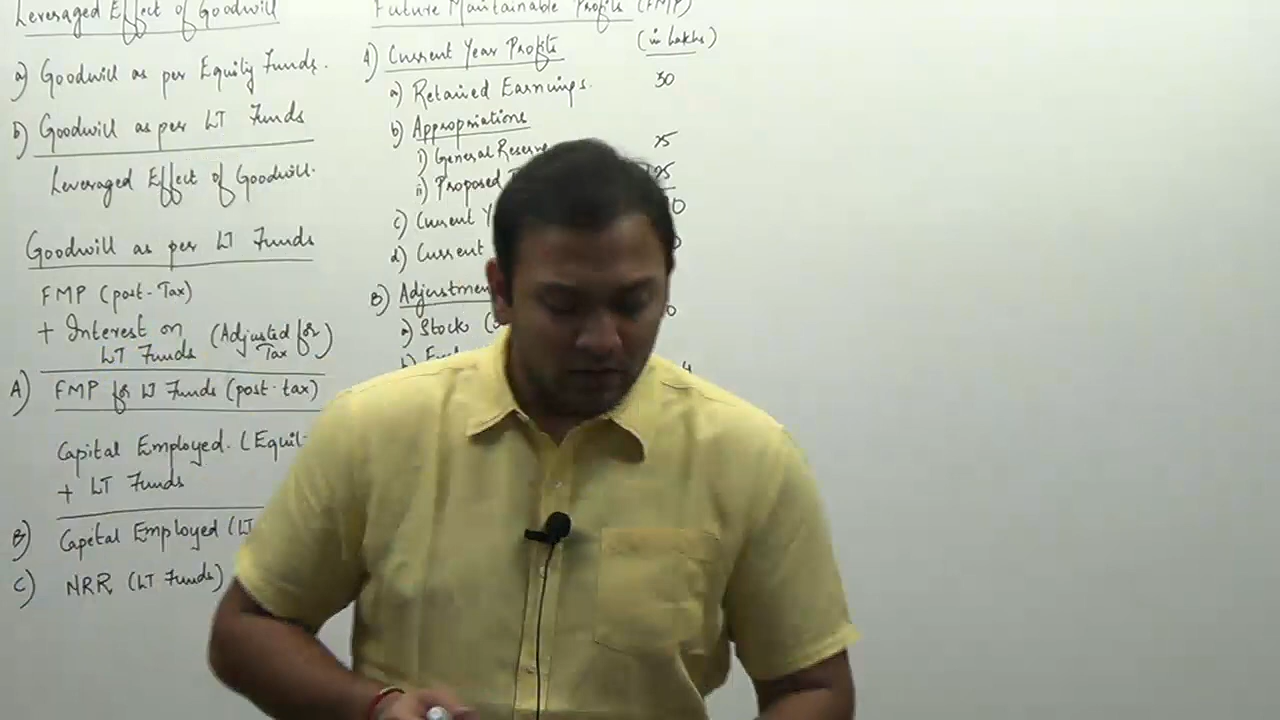 Leveraged Effect of Goodwill
a) Goodwill as per Equity Funds.
b) Goodwill as per LT Funds
Leveraged Effect of Goodwill.
Goodwill as per LT Funds
FMP (post-Tax)
+ Interest on
LT Funds (Adjusted for Tax)
A) FMP for LT Funds (post-tax)
Capital Employed. (Equi
+ LT Funds
B) Capital Employed (LT
C) NRR (LT Funds)
Future Maintainable Profits (FMP)
(in Lakhs)
A) Current Year Profits
a) Retained Earnings. 30
b) Appropriations
i) General Reserve
ii) Proposed
c) Current Y
d) Current
B) Adjustmen
a) Stock
b)